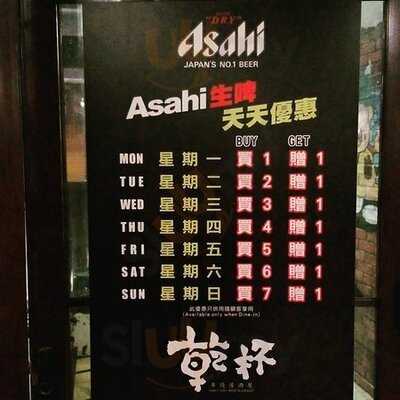 "DRY"
Asahi
JAPAN'S NO.1 BEER
Asahi生啤
天天優惠
BUY GET
MON 星期一 買1 贈1
TUE 星期二 買2 贈1
WED 星期三 買3 贈1
THU 星期四 買4 贈1
FRI 星期五 買5 贈1
SAT 星期六 買6 贈1
SUN 星期日 買7 贈1
(Available only when Dine-in)
乾杯